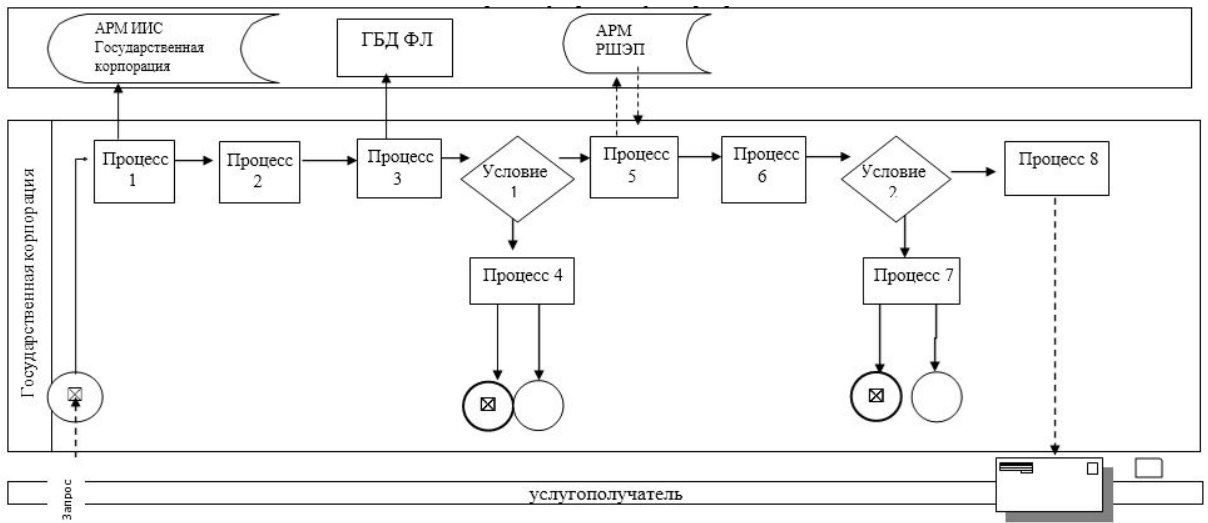 АРМ ИИС
Государственная
корпорация
ГБД ФЛ
АРМ
РШЭП
Государственная корпорация
Процесс
1
Процесс
2
Процесс
3
Условие
1
Процесс
5
Процесс
6
Условие
2
Процесс 8
Процесс 4
Процесс 7
Запрос
услугополучатель